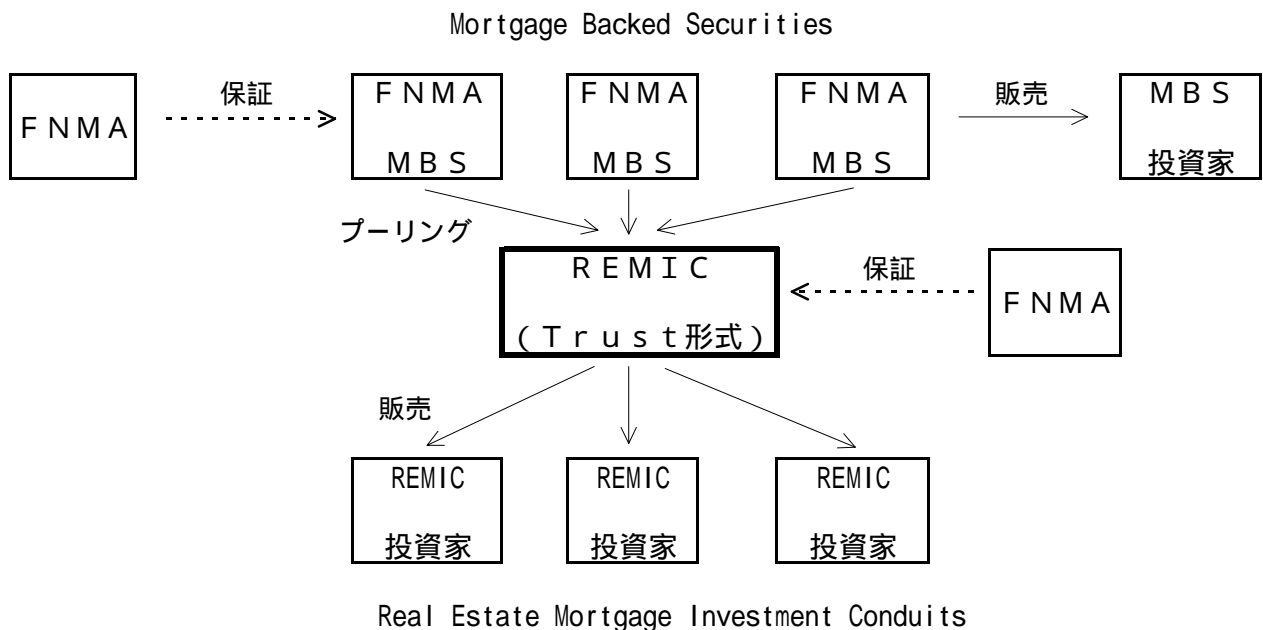 Mortgage Backed Securities
ＦＮＭＡ
保証
ＦＮＭＡ
ＭＢＳ
ＦＮＭＡ
ＭＢＳ
ＦＮＭＡ
ＭＢＳ
販売
ＭＢＳ
投資家
プーリング
ＲＥＭＩＣ
(Ｔｒｕｓｔ形式)
保証
ＦＮＭＡ
販売
REMIC
投資家
REMIC
投資家
REMIC
投資家
Real Estate Mortgage Investment Conduits